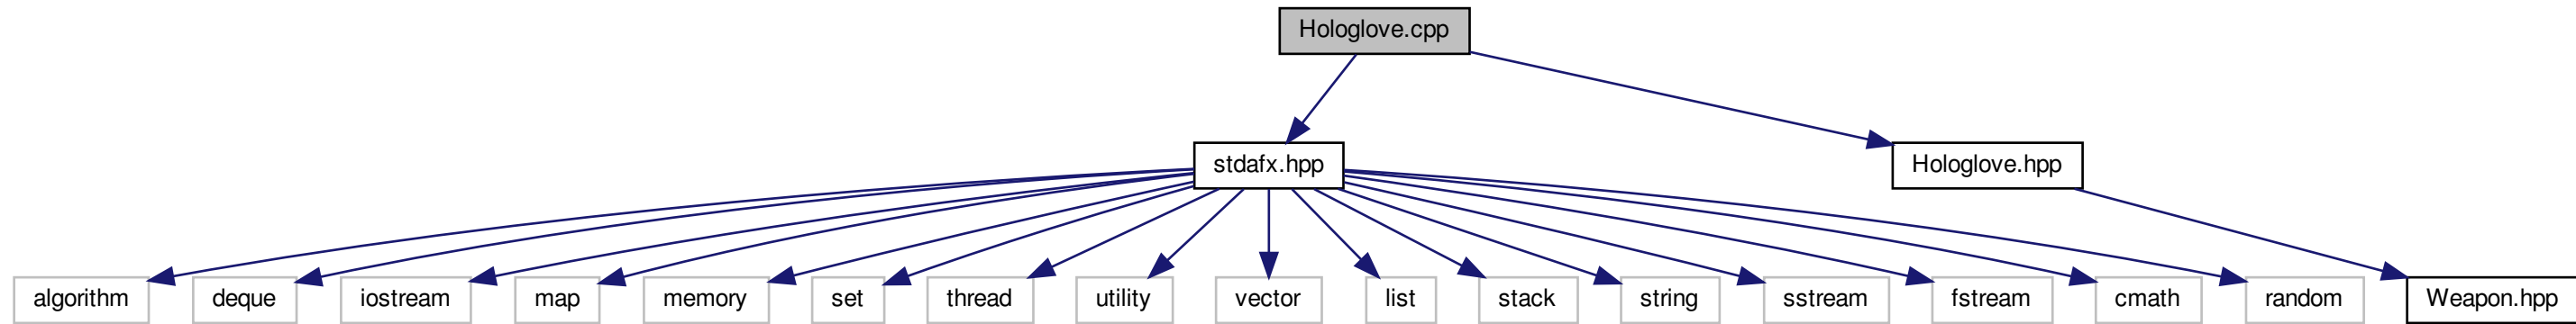 Hologlove.cpp
stdafx.hpp
Hologlove.hpp
algorithm
deque
iostream
map
memory
set
thread
utility
vector
list
stack
string
sstream
fstream
cmath
random
Weapon.hpp